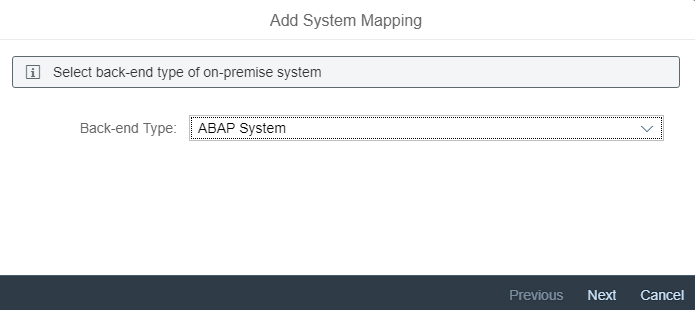 Add System Mapping
Select back-end type of on-premise system
Back-end Type: ABAP System
Previous Next Cancel